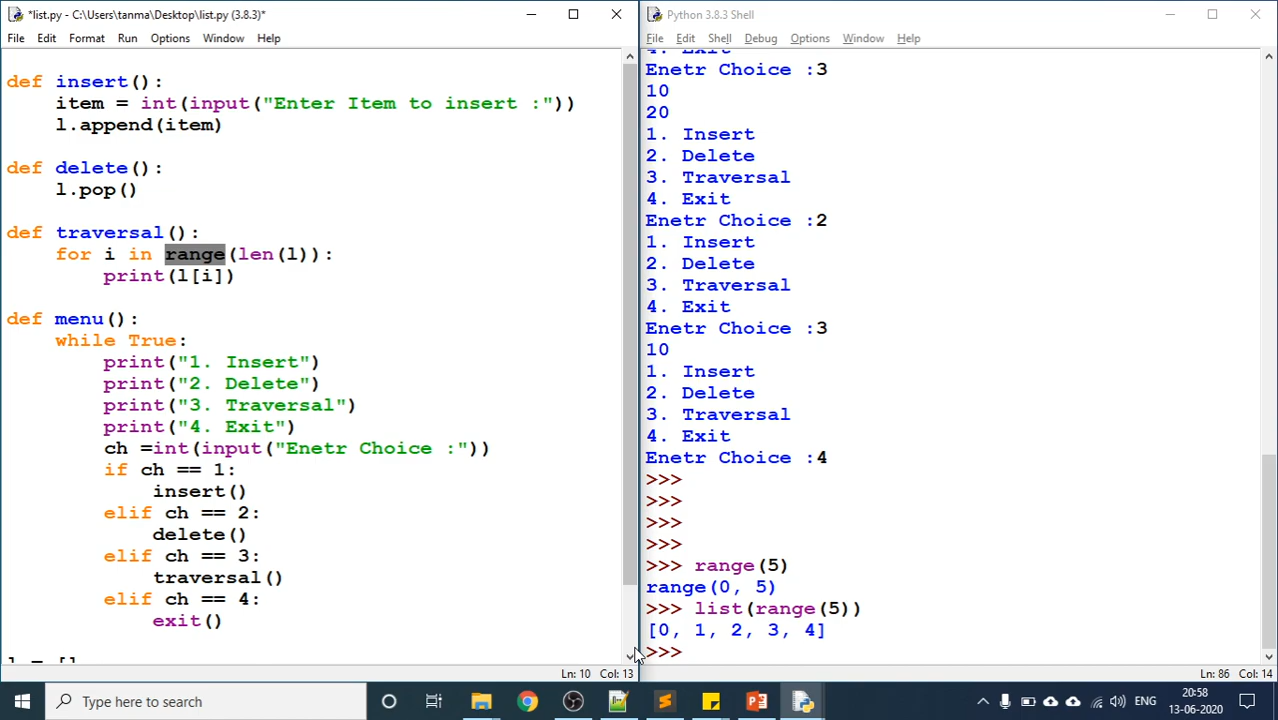 *list.py - C:\Users\tanma\Desktop\list.py (3.8.3)*
File Edit Format Run Options Window Help
def insert():
    item = int(input("Enter Item to insert :"))
    l.append(item)
def delete():
    l.pop()
def traversal():
    for i in range(len(l)):
        print(l[i])
def menu():
    while True:
        print("1. Insert")
        print("2. Delete")
        print("3. Traversal")
        print("4. Exit")
        ch =int(input("Enetr Choice :"))
        if ch == 1:
            insert()
        elif ch == 2:
            delete()
        elif ch == 3:
            traversal()
        elif ch == 4:
            exit()
l = []
Ln: 10 Col: 13
Python 3.8.3 Shell
File Edit Shell Debug Options Window Help
4. Exit
Enetr Choice :3
10
20
1. Insert
2. Delete
3. Traversal
4. Exit
Enetr Choice :2
1. Insert
2. Delete
3. Traversal
4. Exit
Enetr Choice :3
10
1. Insert
2. Delete
3. Traversal
4. Exit
Enetr Choice :4
>>>
>>>
>>>
>>>
>>> range(5)
range(0, 5)
>>> list(range(5))
[0, 1, 2, 3, 4]
>>>
Ln: 86 Col: 14
Type here to search
ENG
20:58
13-06-2020